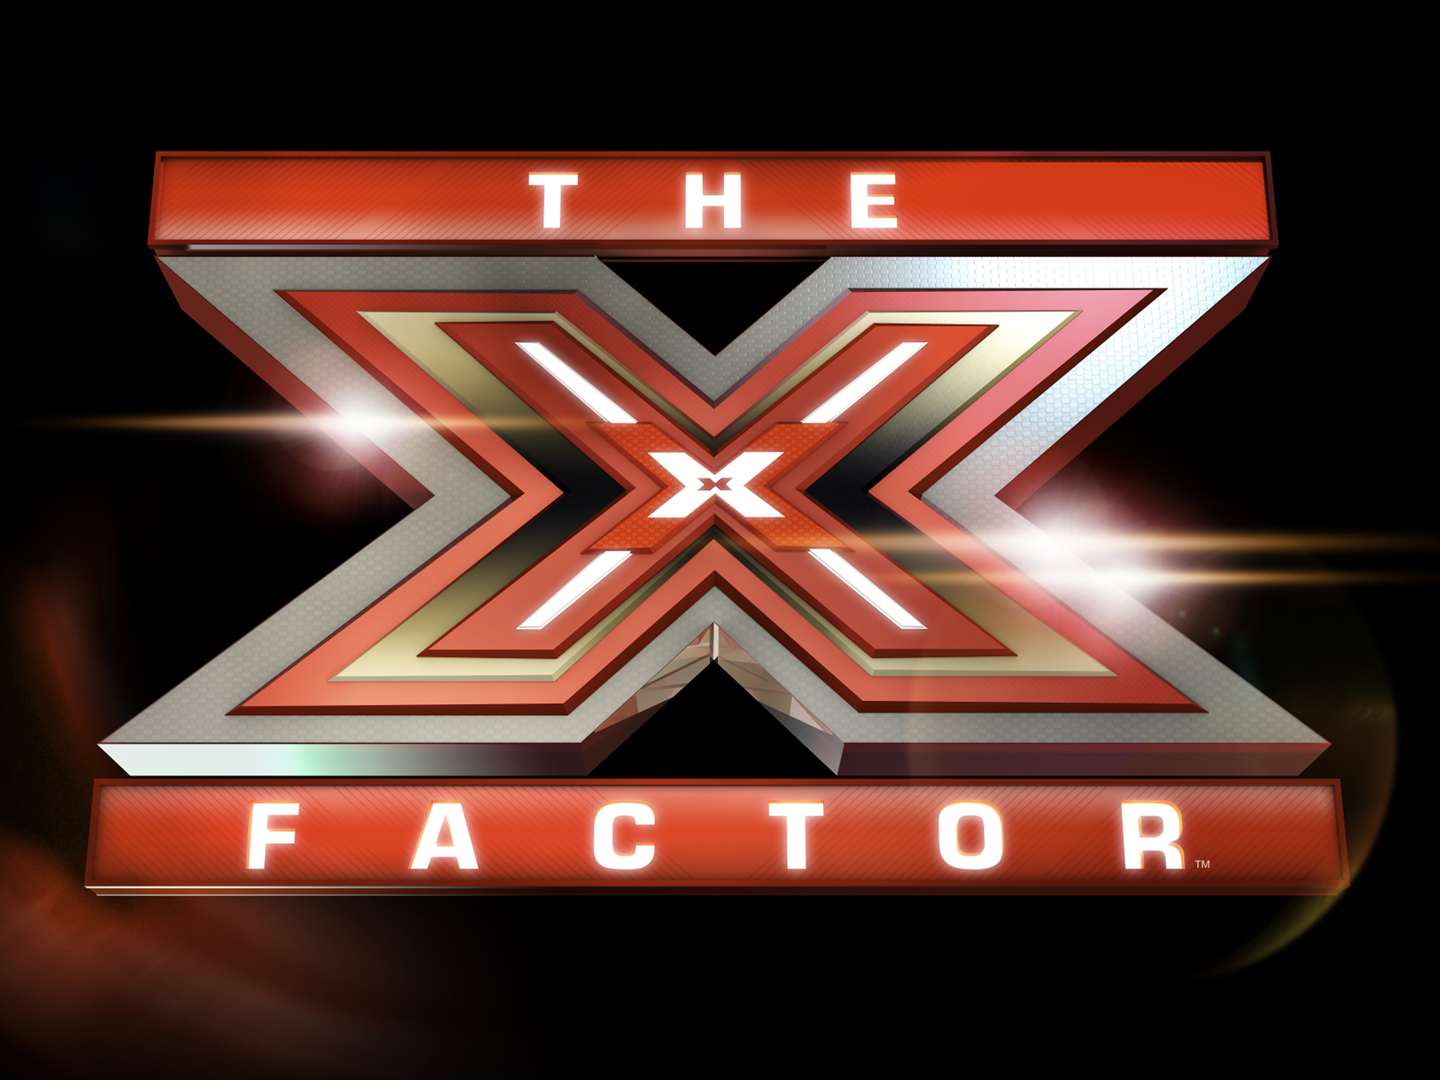 THE
X
FACTOR™